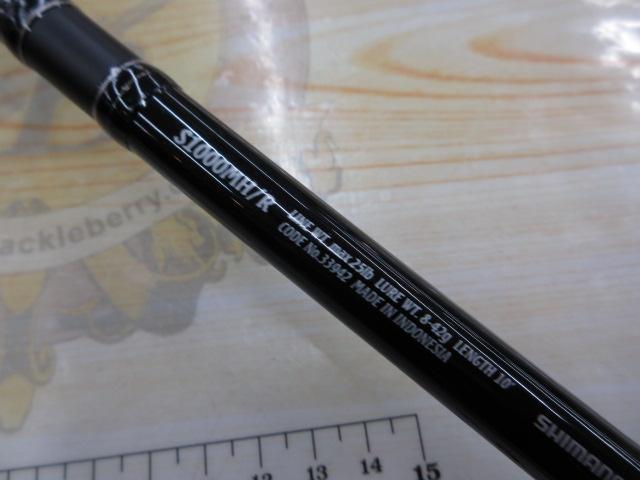 S1000MH/R
LINE WT. max 25lb LURE WT. 8-42g LENGTH 10'
CODE No.33942 MADE IN INDONESIA
SHIMANO
ackleberry.
12 13 14 15